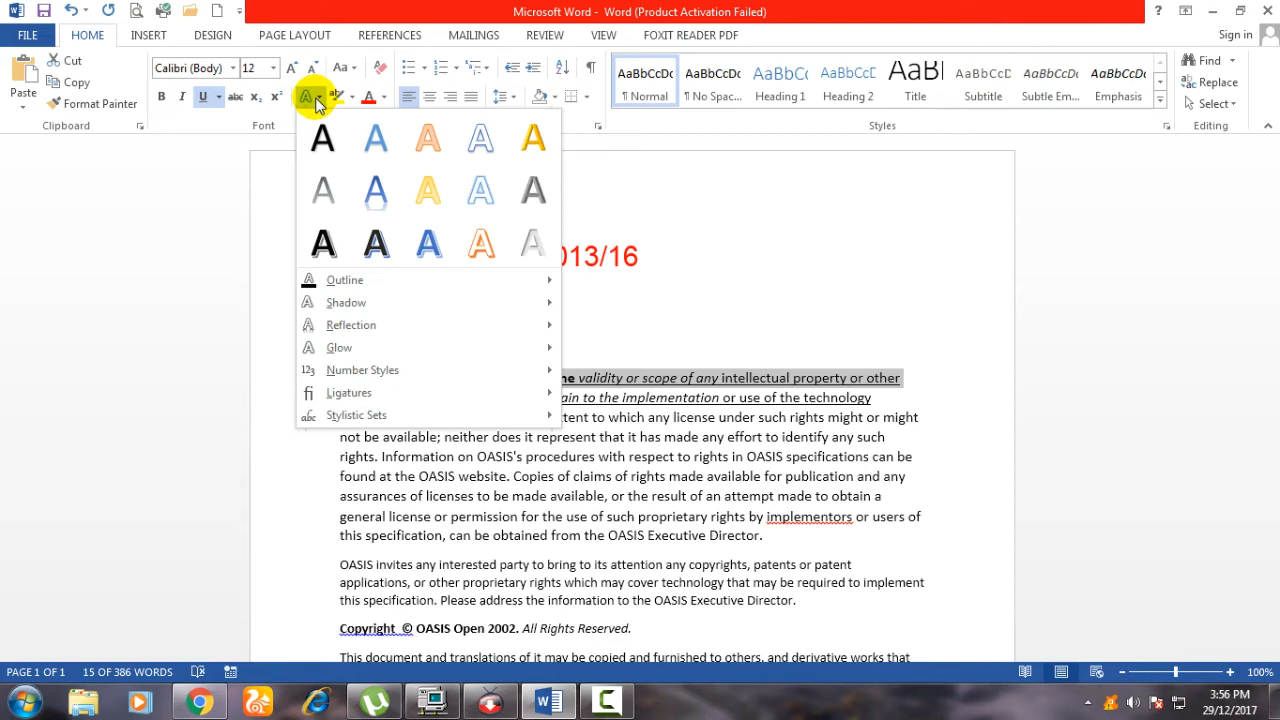 Microsoft Word - Word (Product Activation Failed)
FILE HOME INSERT DESIGN PAGE LAYOUT REFERENCES MAILINGS REVIEW VIEW FOXIT READER PDF Sign in
Paste
Cut
Copy
Format Painter
Clipboard
Calibri (Body) 12
Font
AaBbCcDc AaBbCcDc AaBbCc AaBbCcC AaBl AaBbCcC AaBbCcDc AaBbCcDc
¶ Normal ¶ No Spac... Heading 1 Heading 2 Title Subtitle Subtle Em... Emphasis
Styles
Find
Replace
Select
Editing
Outline
Shadow
Reflection
Glow
Number Styles
Ligatures
Stylistic Sets
013/16
ne validity or scope of any intellectual property or other
ain to the implementation or use of the technology
tent to which any license under such rights might or might
not be available; neither does it represent that it has made any effort to identify any such
rights. Information on OASIS's procedures with respect to rights in OASIS specifications can be
found at the OASIS website. Copies of claims of rights made available for publication and any
assurances of licenses to be made available, or the result of an attempt made to obtain a
general license or permission for the use of such proprietary rights by implementors or users of
this specification, can be obtained from the OASIS Executive Director.
OASIS invites any interested party to bring to its attention any copyrights, patents or patent
applications, or other proprietary rights which may cover technology that may be required to implement
this specification. Please address the information to the OASIS Executive Director.
Copyright © OASIS Open 2002. All Rights Reserved.
This document and translations of it may be copied and furnished to others, and derivative works that
PAGE 1 OF 1 15 OF 386 WORDS 100%
3:56 PM
29/12/2017